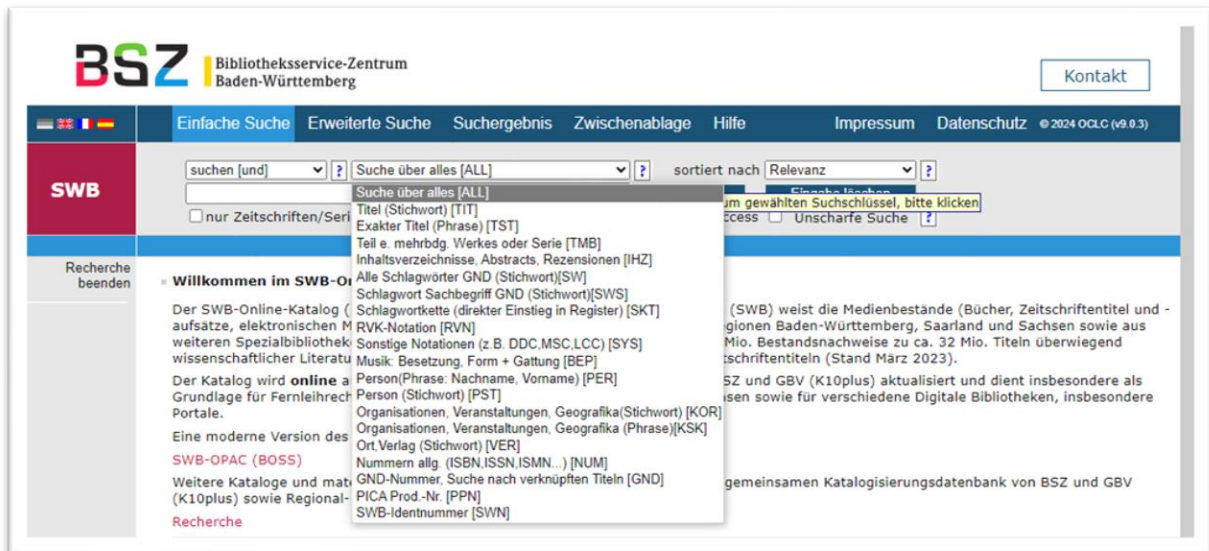 BSZ Bibliotheksservice-Zentrum
Baden-Württemberg
Kontakt
Einfache Suche Erweiterte Suche Suchergebnis Zwischenablage Hilfe Impressum Datenschutz © 2024 OCLC (v9.0.3)
SWB
suchen [und] ? Suche über alles [ALL] ? sortiert nach Relevanz ?
Eingabe löschen
um gewählten Suchschlüssel, bitte klicken
nur Zeitschriften/Seri
ccess Unscharfe Suche ?
Suche über alles [ALL]
Titel (Stichwort) [TIT]
Exakter Titel (Phrase) [TST]
Teil e. mehrbdg. Werkes oder Serie [TMB]
Inhaltsverzeichnisse, Abstracts, Rezensionen [IHZ]
Alle Schlagwörter GND (Stichwort)[SW]
Schlagwort Sachbegriff GND (Stichwort)[SWS]
Schlagwortkette (direkter Einstieg in Register) [SKT]
RVK-Notation [RVN]
Sonstige Notationen (z.B. DDC,MSC,LCC) [SYS]
Musik: Besetzung, Form + Gattung [BEP]
Person(Phrase: Nachname, Vorname) [PER]
Person (Stichwort) [PST]
Organisationen, Veranstaltungen, Geografika(Stichwort) [KOR]
Organisationen, Veranstaltungen, Geografika (Phrase)[KSK]
Ort,Verlag (Stichwort) [VER]
Nummern allg. (ISBN,ISSN,ISMN...) [NUM]
GND-Nummer, Suche nach verknüpften Titeln [GND]
PICA Prod.-Nr. [PPN]
SWB-Identnummer [SWN]
Recherche
beenden
Willkommen im SWB-O
Der SWB-Online-Katalog ( (SWB) weist die Medienbestände (Bücher, Zeitschriftentitel und -
aufsätze, elektronischen M gionen Baden-Württemberg, Saarland und Sachsen sowie aus
weiteren Spezialbibliothek Mio. Bestandsnachweise zu ca. 32 Mio. Titeln überwiegend
wissenschaftlicher Literatu tschriftentiteln (Stand März 2023).
Der Katalog wird online a SZ und GBV (K10plus) aktualisiert und dient insbesondere als
Grundlage für Fernleihrech sen sowie für verschiedene Digitale Bibliotheken, insbesondere
Portale.
Eine moderne Version des
SWB-OPAC (BOSS)
Weitere Kataloge und mat gemeinsamen Katalogisierungsdatenbank von BSZ und GBV
(K10plus) sowie Regional-
Recherche